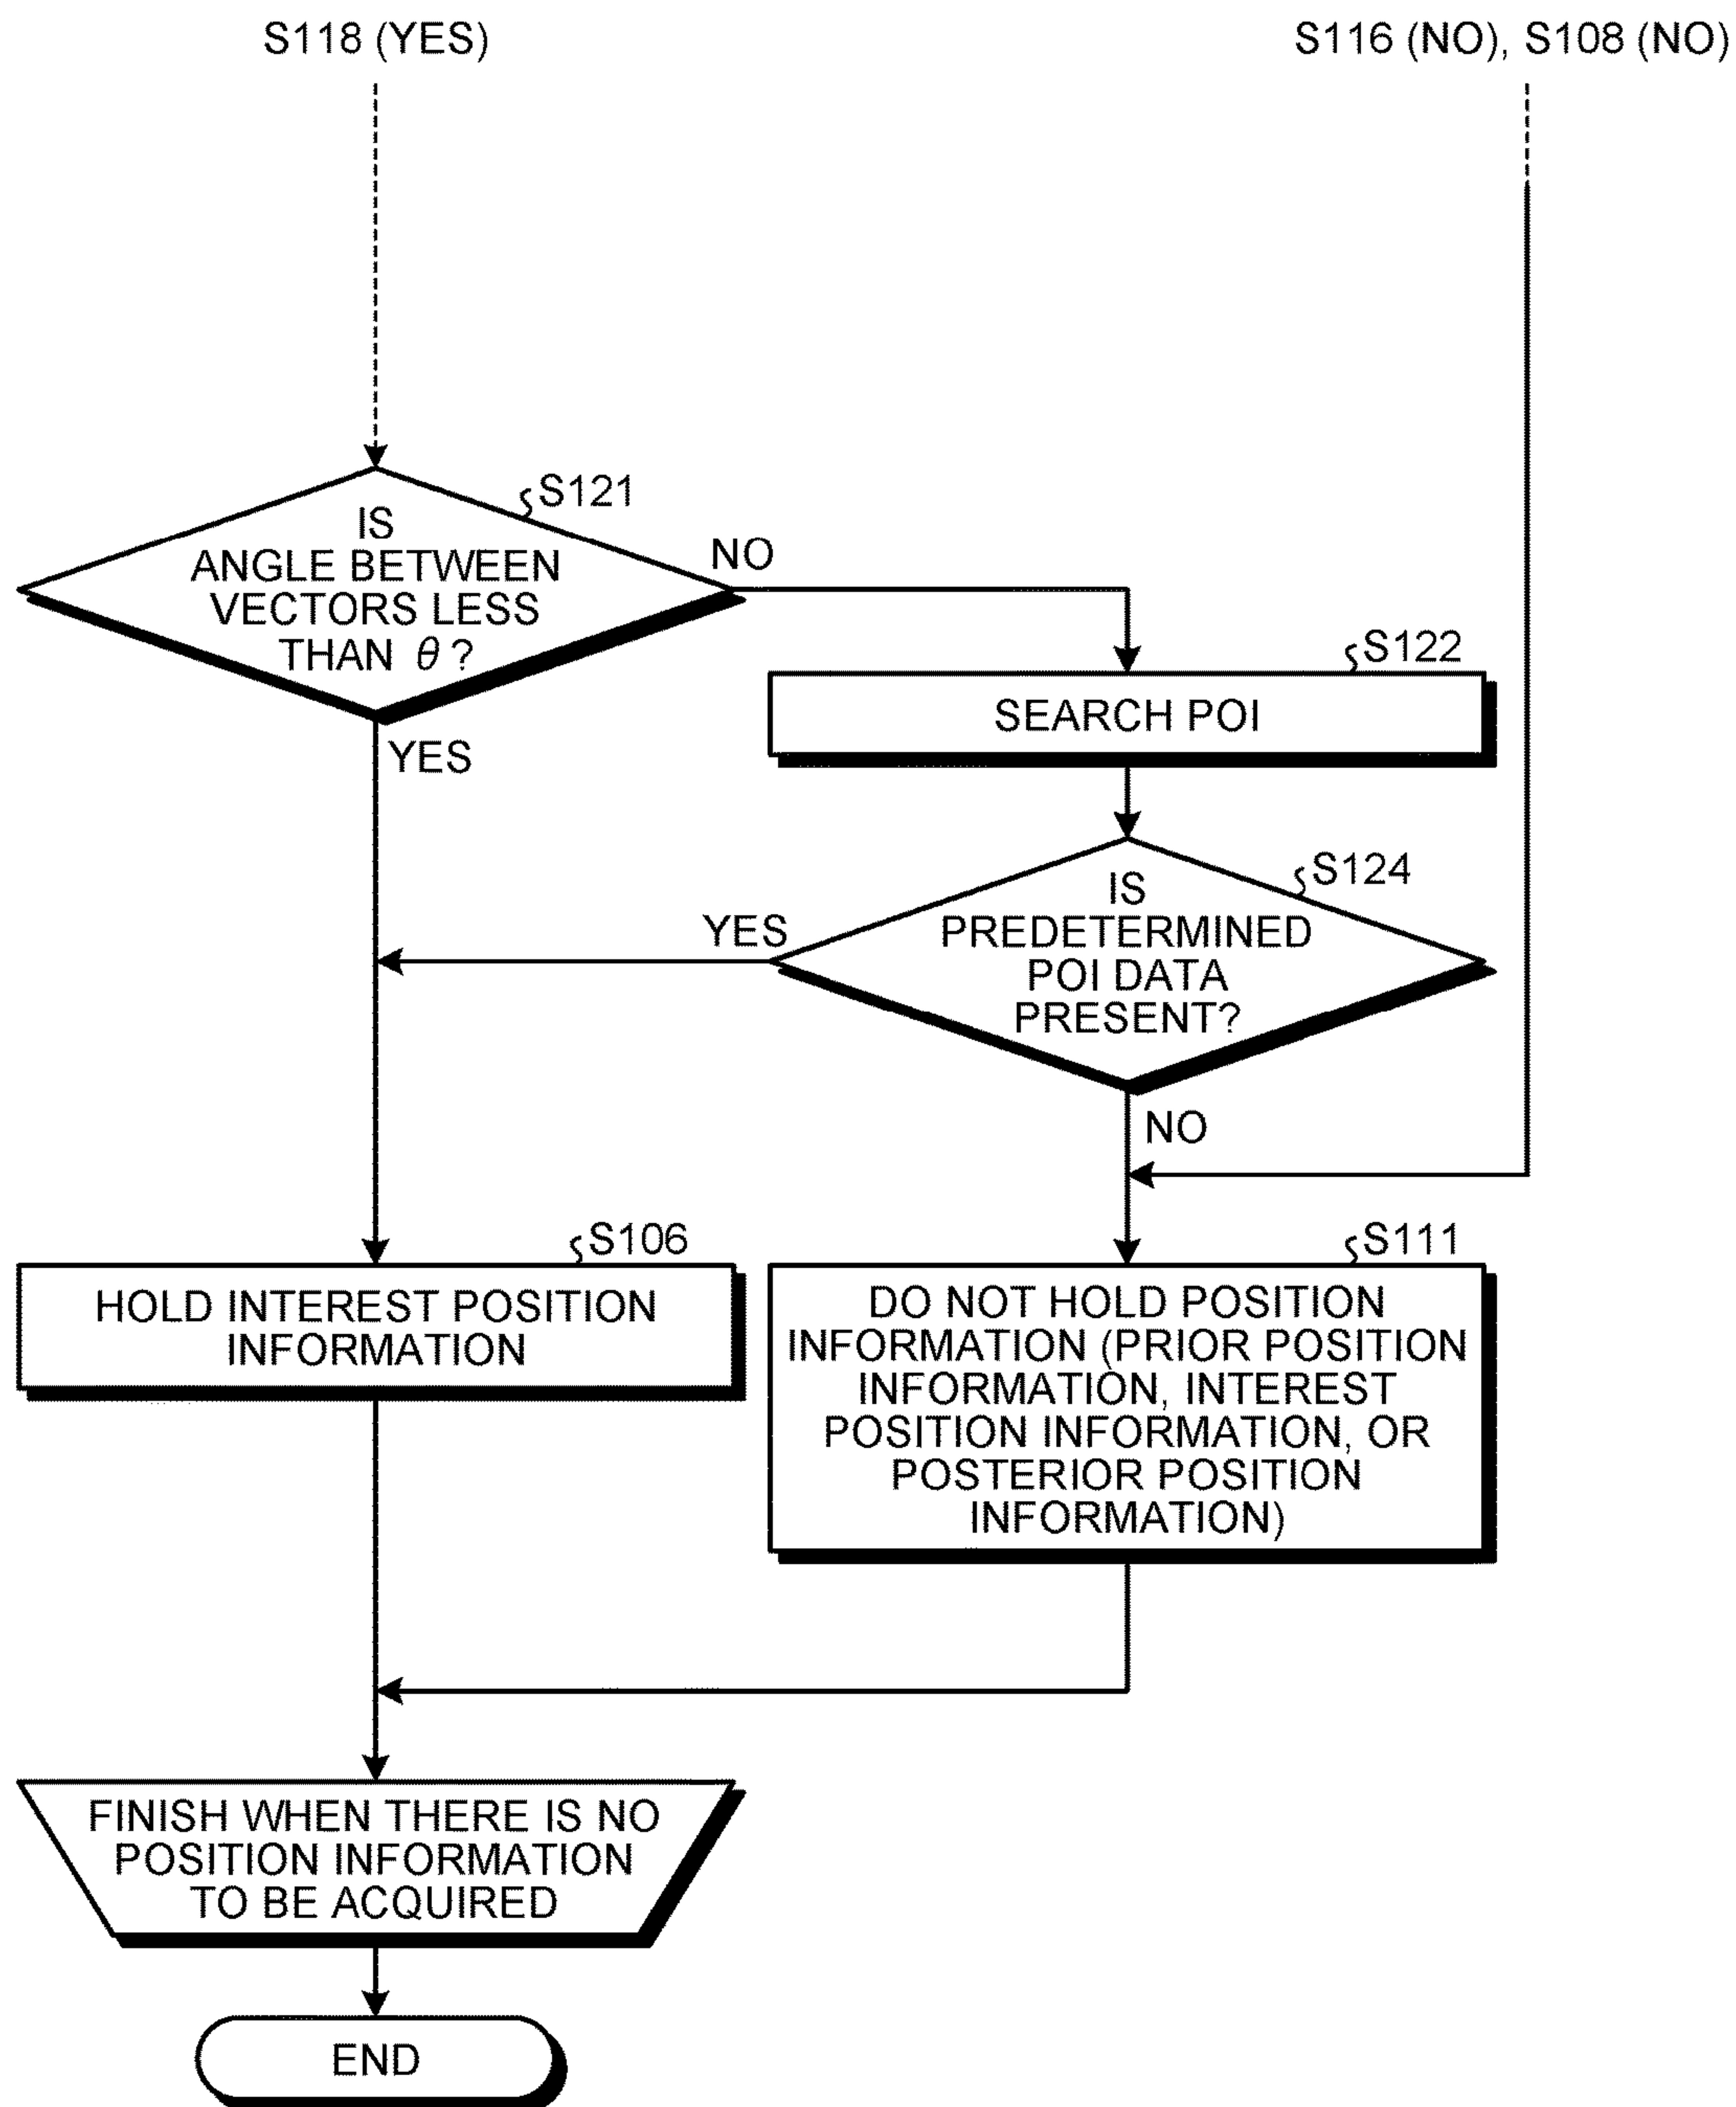 S118 (YES)
S116 (NO), S108 (NO)
S121
IS
ANGLE BETWEEN
VECTORS LESS
THAN θ?
NO
YES
S122
SEARCH POI
S124
IS
PREDETERMINED
POI DATA
PRESENT?
YES
NO
S106
HOLD INTEREST POSITION
INFORMATION
S111
DO NOT HOLD POSITION
INFORMATION (PRIOR POSITION
INFORMATION, INTEREST
POSITION INFORMATION, OR
POSTERIOR POSITION
INFORMATION)
FINISH WHEN THERE IS NO
POSITION INFORMATION
TO BE ACQUIRED
END